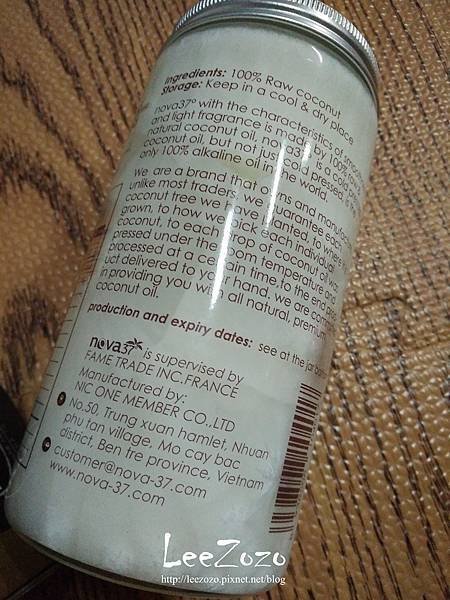 Ingredients: 100% Raw coconut
Storage: Keep in a cool & dry place
nova37° with the characteristics of smooth
and light fragrance is made by 100%
natural coconut oil, nova37° is a cold
coconut oil, but not just cold pressed, is the
only 100% alkaline oil in the world.
We are a brand that owns and
unlike most traders, we guarantee each
coconut tree we have planted, to where it's
grown, to how we pick each individual
coconut, to each drop of coconut oil was
pressed under the room temperature and
processed at a certain time,to the end
uct delivered to your hand, we are
in providing you with all natural, premium
coconut oil.
production and expiry dates: see at the jar
nova37 is supervised by
FAME TRADE INC.FRANCE
Manufactured by:
NIC ONE MEMBER CO.,LTD
No.50, Trung xuan hamlet, Nhuan
phu tan village. Mo cay bac
district, Ben tre province, Vietnam
customer@nova-37.com
www.nova-37.com
LeeZozo
http://leezozo.pixnet.net/blog